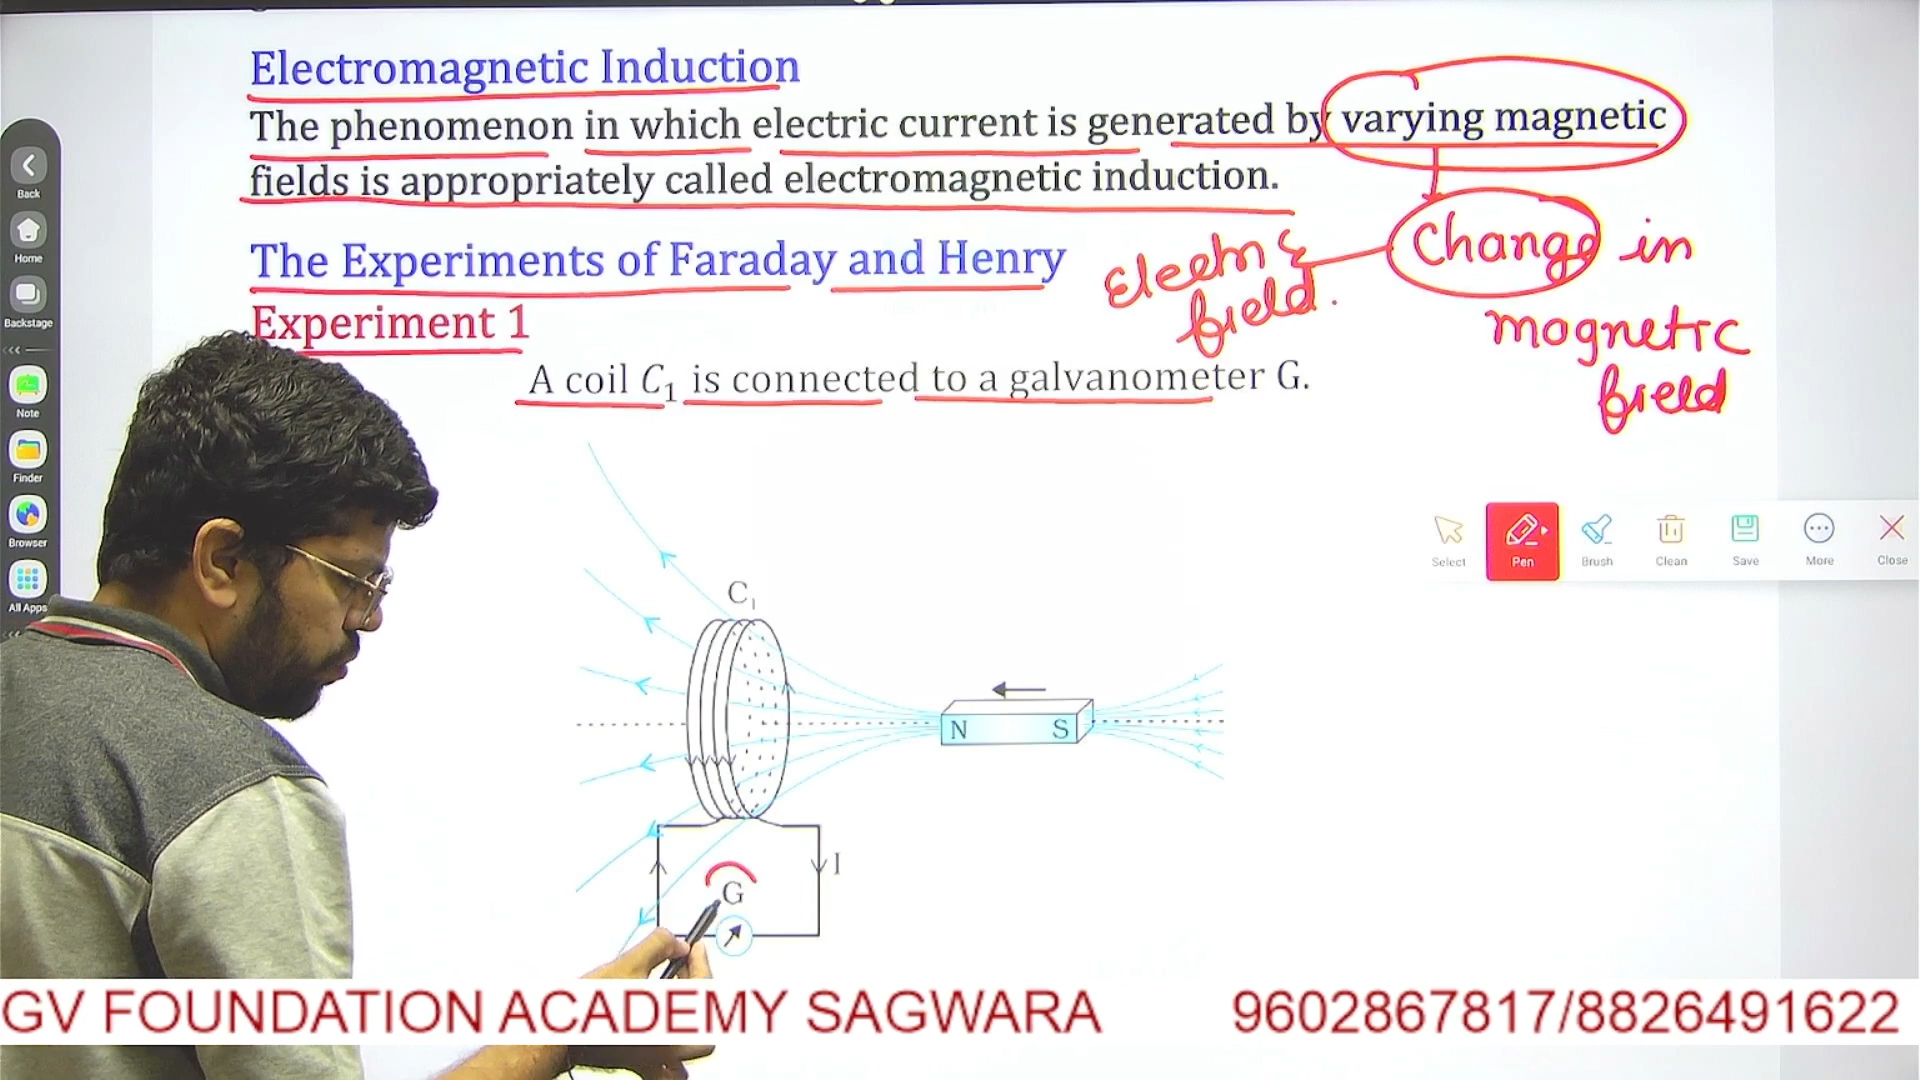 Electromagnetic Induction
The phenomenon in which electric current is generated by varying magnetic
fields is appropriately called electromagnetic induction.
The Experiments of Faraday and Henry
Change in
magnetic
field
Electric
field.
Experiment 1
A coil C₁ is connected to a galvanometer G.
Back
Home
Backstage
Note
Finder
Browser
All Apps
Select
Pen
Brush
Clean
Save
More
Close
C₁
N S
I
G
GV FOUNDATION ACADEMY SAGWARA 9602867817/8826491622